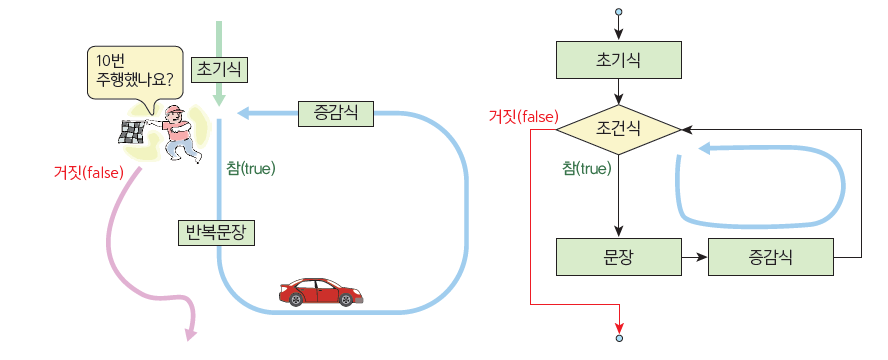 10번
주행했나요?
초기식
증감식
거짓(false)
참(true)
반복문장
초기식
거짓(false)
조건식
참(true)
문장
증감식